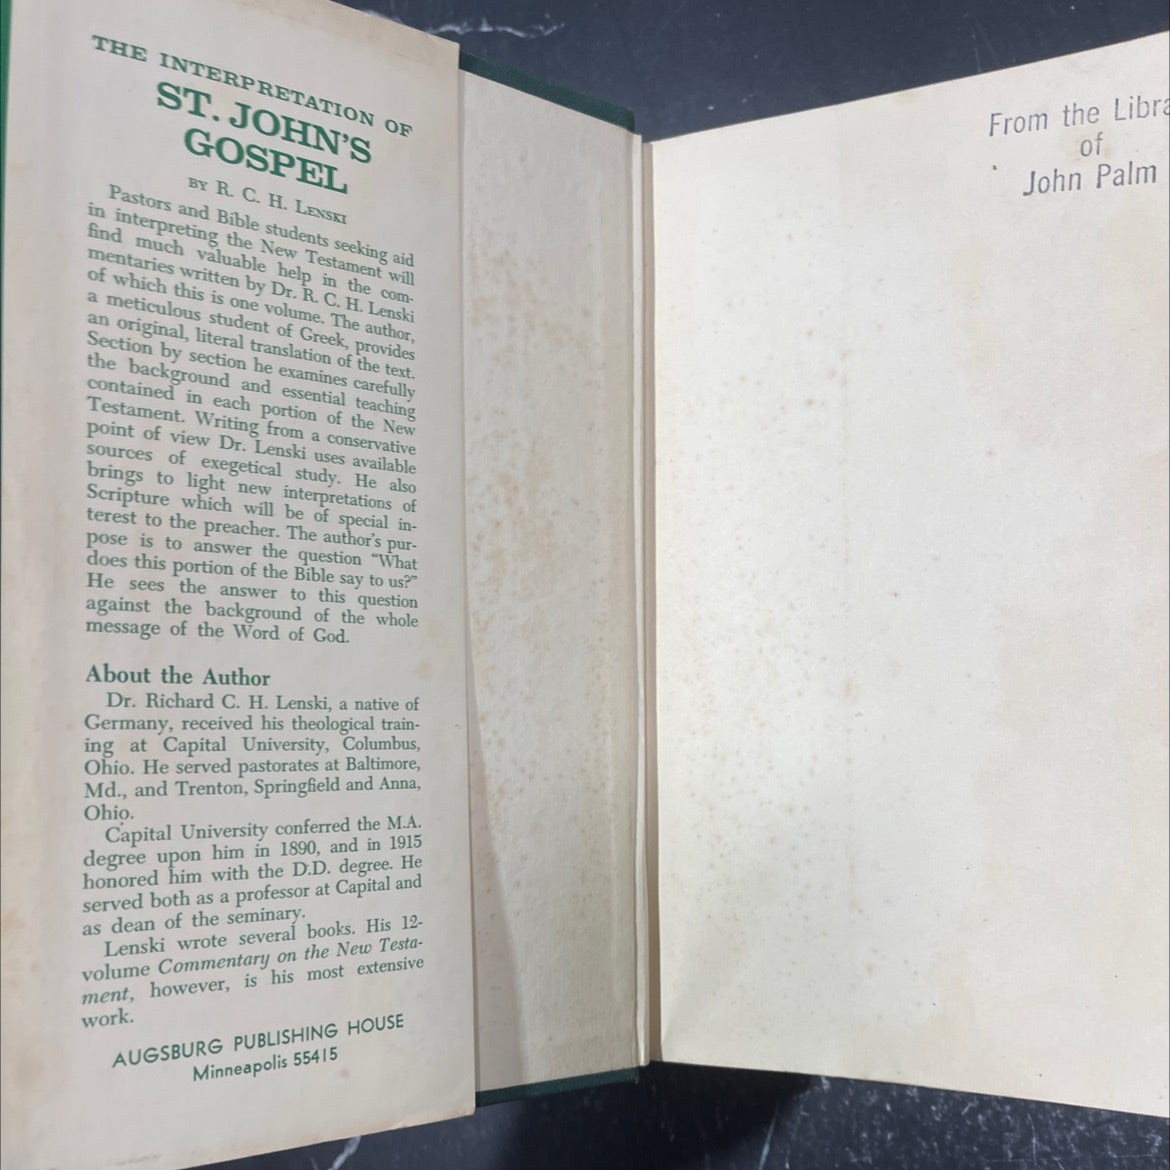 THE INTERPRETATION OF
ST. JOHN'S
GOSPEL
BY R. C. H. LENSKI
Pastors and Bible students seeking aid
in interpreting the New Testament will
find much valuable help in the com-
mentaries written by Dr. R. C. H. Lenski
of which this is one volume. The author,
a meticulous student of Greek, provides
an original, literal translation of the text.
Section by section he examines carefully
the background and essential teaching
contained in each portion of the New
Testament. Writing from a conservative
point of view Dr. Lenski uses available
sources of exegetical study. He also
brings to light new interpretations of
Scripture which will be of special in-
terest to the preacher. The author's pur-
pose is to answer the question "What
does this portion of the Bible say to us?"
He sees the answer to this question
against the background of the whole
message of the Word of God.
About the Author
Dr. Richard C. H. Lenski, a native of
Germany, received his theological train-
ing at Capital University, Columbus,
Ohio. He served pastorates at Baltimore,
Md., and Trenton, Springfield and Anna,
Ohio.
Capital University conferred the M.A.
degree upon him in 1890, and in 1915
honored him with the D.D. degree. He
served both as a professor at Capital and
as dean of the seminary.
Lenski wrote several books. His 12-
volume Commentary on the New Testa-
ment, however, is his most extensive
work.
AUGSBURG PUBLISHING HOUSE
Minneapolis 55415
From the Libra
of
John Palm